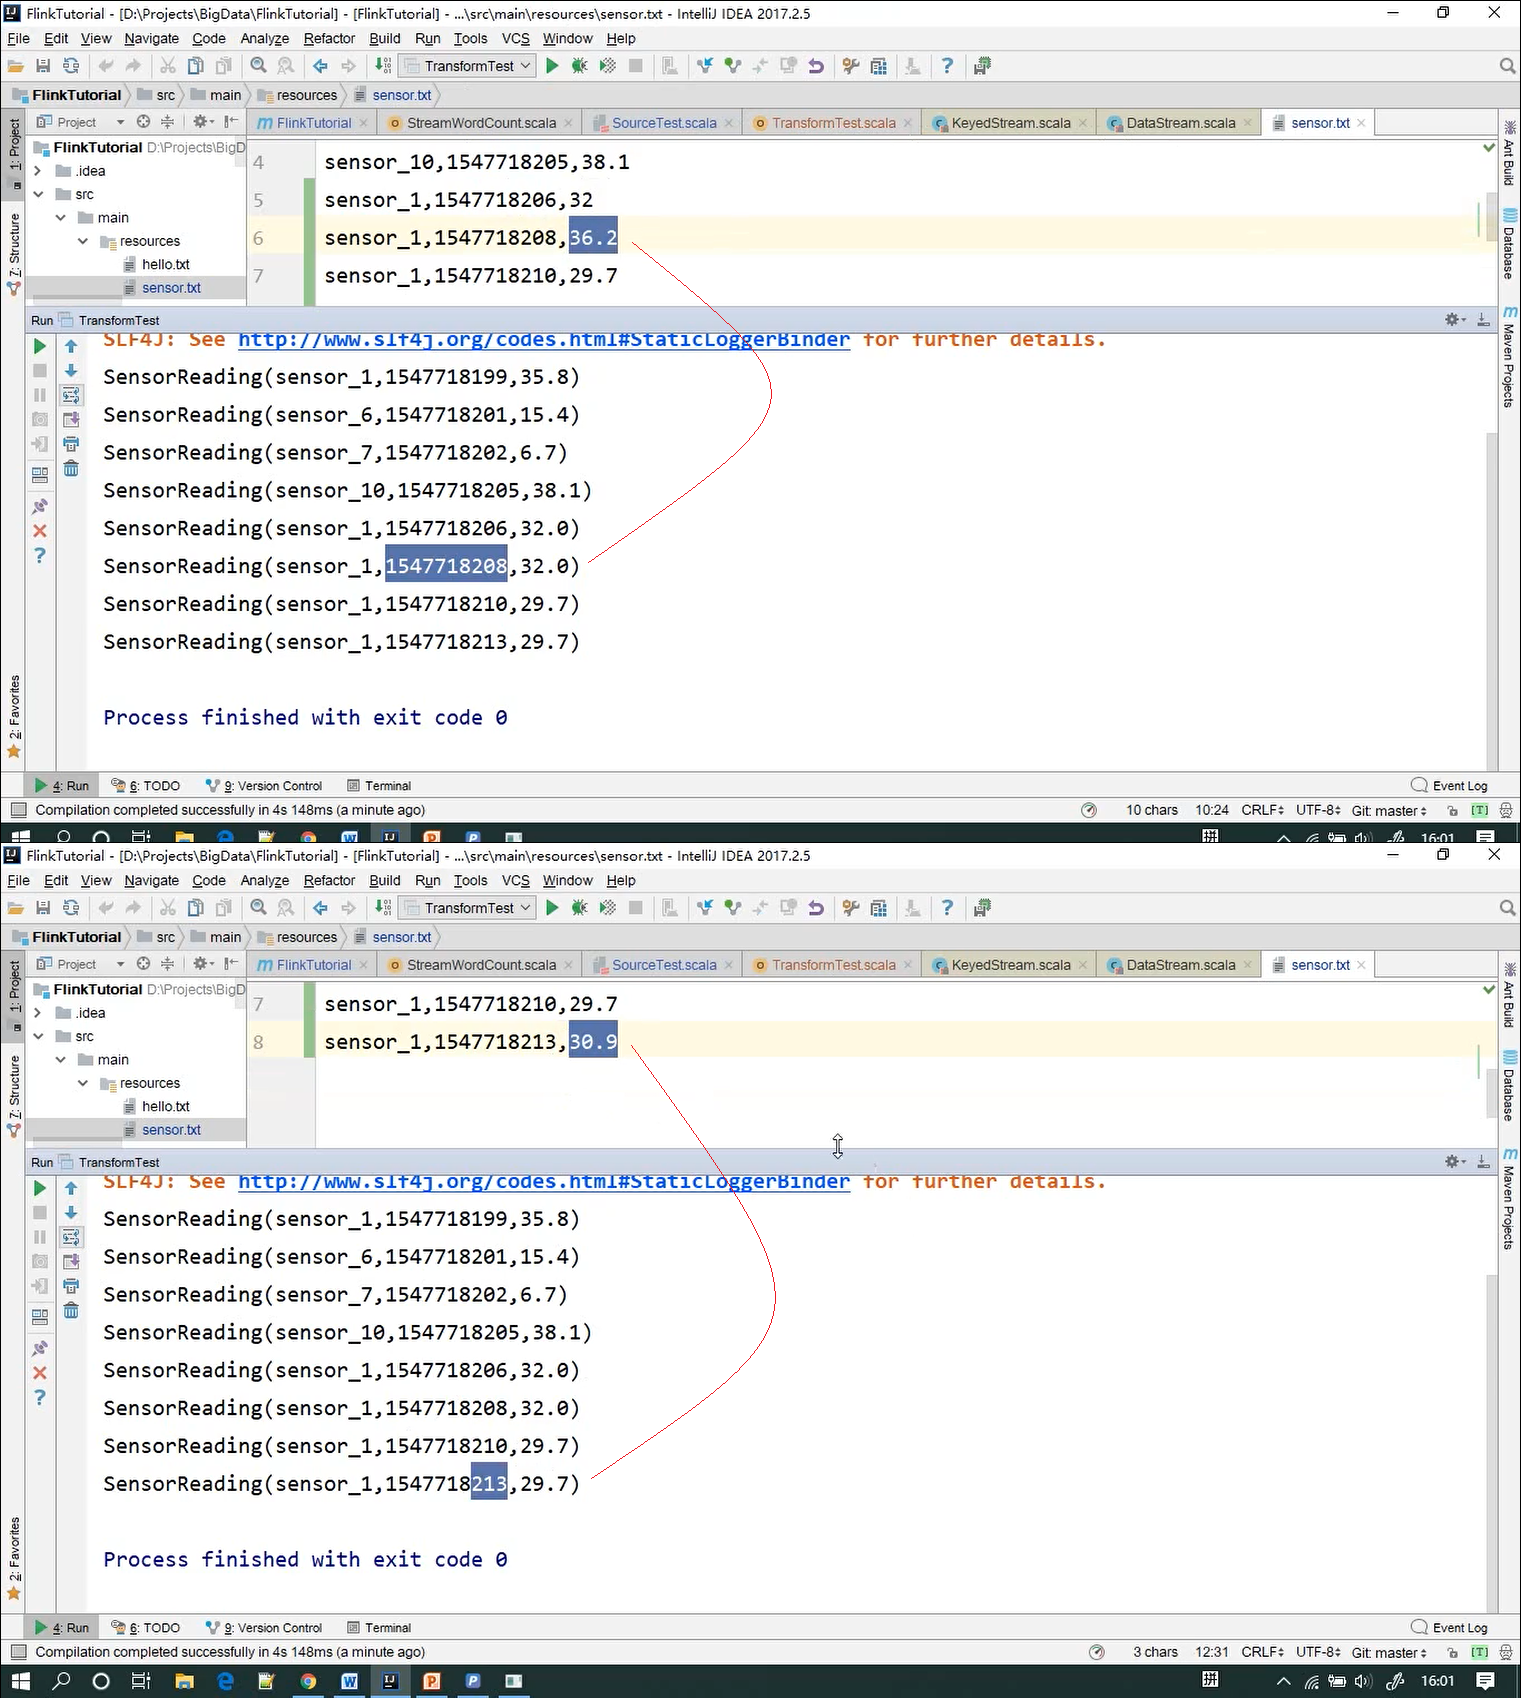 FlinkTutorial - [D:\Projects\BigData\FlinkTutorial] - [FlinkTutorial] - ...\src\main\resources\sensor.txt - IntelliJ IDEA 2017.2.5
File Edit View Navigate Code Analyze Refactor Build Run Tools VCS Window Help
TransformTest
FlinkTutorial src main resources sensor.txt
Project FlinkTutorial StreamWordCount.scala SourceTest.scala TransformTest.scala KeyedStream.scala DataStream.scala sensor.txt
FlinkTutorial D:\Projects\BigD
.idea
src
main
resources
hello.txt
sensor.txt
1: Project
7: Structure
2: Favorites
Ant Build
Database
Maven Projects
4 sensor_10,1547718205,38.1
5 sensor_1,1547718206,32
6 sensor_1,1547718208,36.2
7 sensor_1,1547718210,29.7
Run TransformTest
SLF4J: See http://www.slf4j.org/codes.html#StaticLoggerBinder for further details.
SensorReading(sensor_1,1547718199,35.8)
SensorReading(sensor_6,1547718201,15.4)
SensorReading(sensor_7,1547718202,6.7)
SensorReading(sensor_10,1547718205,38.1)
SensorReading(sensor_1,1547718206,32.0)
SensorReading(sensor_1,1547718208,32.0)
SensorReading(sensor_1,1547718210,29.7)
SensorReading(sensor_1,1547718213,29.7)
Process finished with exit code 0
4: Run 6: TODO 9: Version Control Terminal Event Log
Compilation completed successfully in 4s 148ms (a minute ago) 10 chars 10:24 CRLF UTF-8 Git: master [T]
拼 16:01
FlinkTutorial - [D:\Projects\BigData\FlinkTutorial] - [FlinkTutorial] - ...\src\main\resources\sensor.txt - IntelliJ IDEA 2017.2.5
File Edit View Navigate Code Analyze Refactor Build Run Tools VCS Window Help
TransformTest
FlinkTutorial src main resources sensor.txt
Project FlinkTutorial StreamWordCount.scala SourceTest.scala TransformTest.scala KeyedStream.scala DataStream.scala sensor.txt
FlinkTutorial D:\Projects\BigD
.idea
src
main
resources
hello.txt
sensor.txt
1: Project
7: Structure
2: Favorites
Ant Build
Database
Maven Projects
7 sensor_1,1547718210,29.7
8 sensor_1,1547718213,30.9
Run TransformTest
SLF4J: See http://www.slf4j.org/codes.html#StaticLoggerBinder for further details.
SensorReading(sensor_1,1547718199,35.8)
SensorReading(sensor_6,1547718201,15.4)
SensorReading(sensor_7,1547718202,6.7)
SensorReading(sensor_10,1547718205,38.1)
SensorReading(sensor_1,1547718206,32.0)
SensorReading(sensor_1,1547718208,32.0)
SensorReading(sensor_1,1547718210,29.7)
SensorReading(sensor_1,1547718213,29.7)
Process finished with exit code 0
4: Run 6: TODO 9: Version Control Terminal Event Log
Compilation completed successfully in 4s 148ms (a minute ago) 3 chars 12:31 CRLF UTF-8 Git: master [T]
拼 16:01